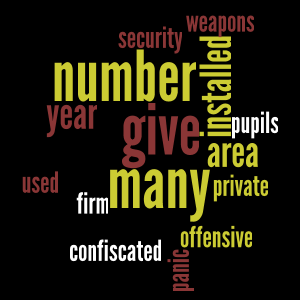 weapons
security
number
installed
year
give
pupils
area
used
many
private
firm
offensive
confiscated
panic